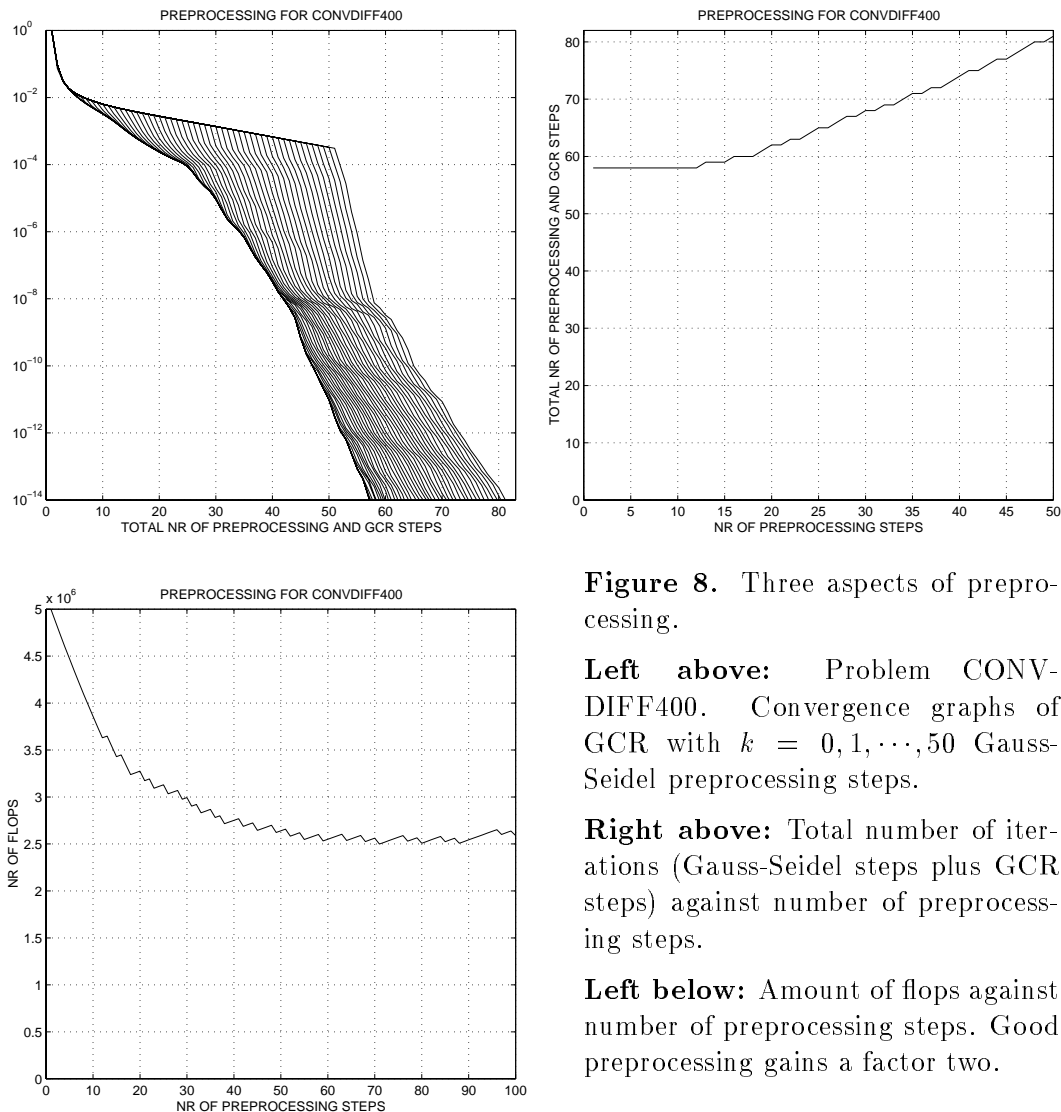 PREPROCESSING FOR CONVDIFF400
10^0
10^-2
10^-4
10^-6
10^-8
10^-10
10^-12
10^-14
0 10 20 30 40 50 60 70 80
TOTAL NR OF PREPROCESSING AND GCR STEPS
PREPROCESSING FOR CONVDIFF400
TOTAL NR OF PREPROCESSING AND GCR STEPS
80
70
60
50
40
30
20
10
0
0 5 10 15 20 25 30 35 40 45 50
NR OF PREPROCESSING STEPS
PREPROCESSING FOR CONVDIFF400
x 10^6
NR OF FLOPS
5
4.5
4
3.5
3
2.5
2
1.5
1
0.5
0
0 10 20 30 40 50 60 70 80 90 100
NR OF PREPROCESSING STEPS
Figure 8. Three aspects of prepro-
cessing.
Left above: Problem CONV-
DIFF400. Convergence graphs of
GCR with k = 0, 1, ···, 50 Gauss-
Seidel preprocessing steps.
Right above: Total number of iter-
ations (Gauss-Seidel steps plus GCR
steps) against number of preprocess-
ing steps.
Left below: Amount of flops against
number of preprocessing steps. Good
preprocessing gains a factor two.